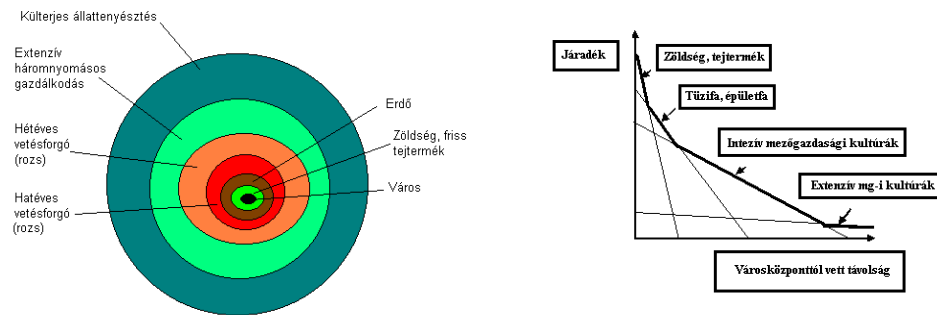 Külterjes állattenyésztés
Extenzív
háromnyomásos
gazdálkodás
Hétéves
vetésforgó
(rozs)
Hatéves
vetésforgó
(rozs)
Erdő
Zöldség, friss
tejtermék
Város
Járadék
Zöldség, tejtermék
Tüzifa, épületfa
Intezív mezőgazdasági kultúrák
Extenzív mg-i kultúrák
Városközponttól vett távolság